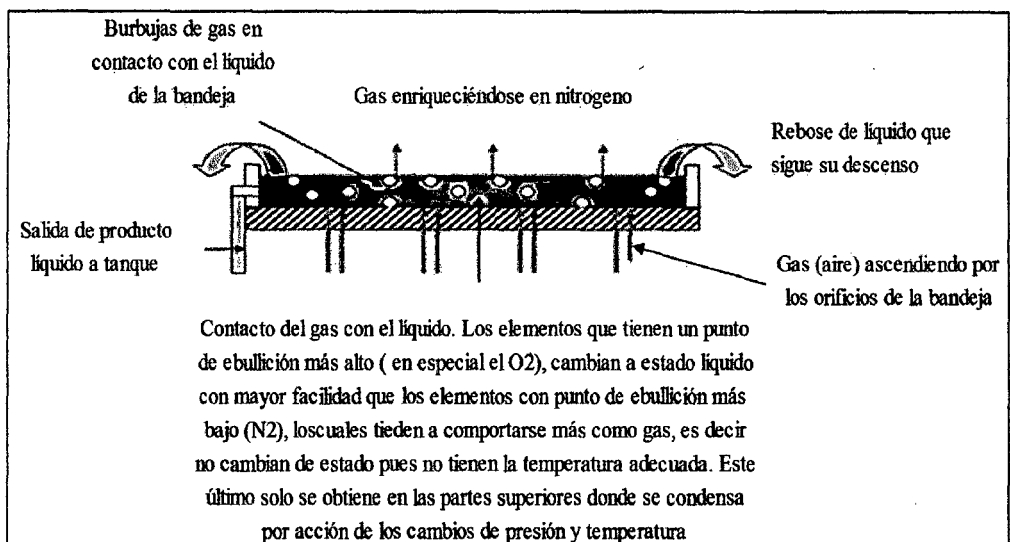 Burbujas de gas en
contacto con el líquido
de la bandeja
Gas enriqueciéndose en nitrogeno
Rebose de líquido que
sigue su descenso
Salida de producto
líquido a tanque
Gas (aire) ascendiendo por
los orificios de la bandeja
Contacto del gas con el líquido. Los elementos que tienen un punto
de ebullición más alto ( en especial el O2), cambian a estado líquido
con mayor facilidad que los elementos con punto de ebullición más
bajo (N2), loscuales tieden a comportarse más como gas, es decir
no cambian de estado pues no tienen la temperatura adecuada. Este
último solo se obtiene en las partes superiores donde se condensa
por acción de los cambios de presión y temperatura